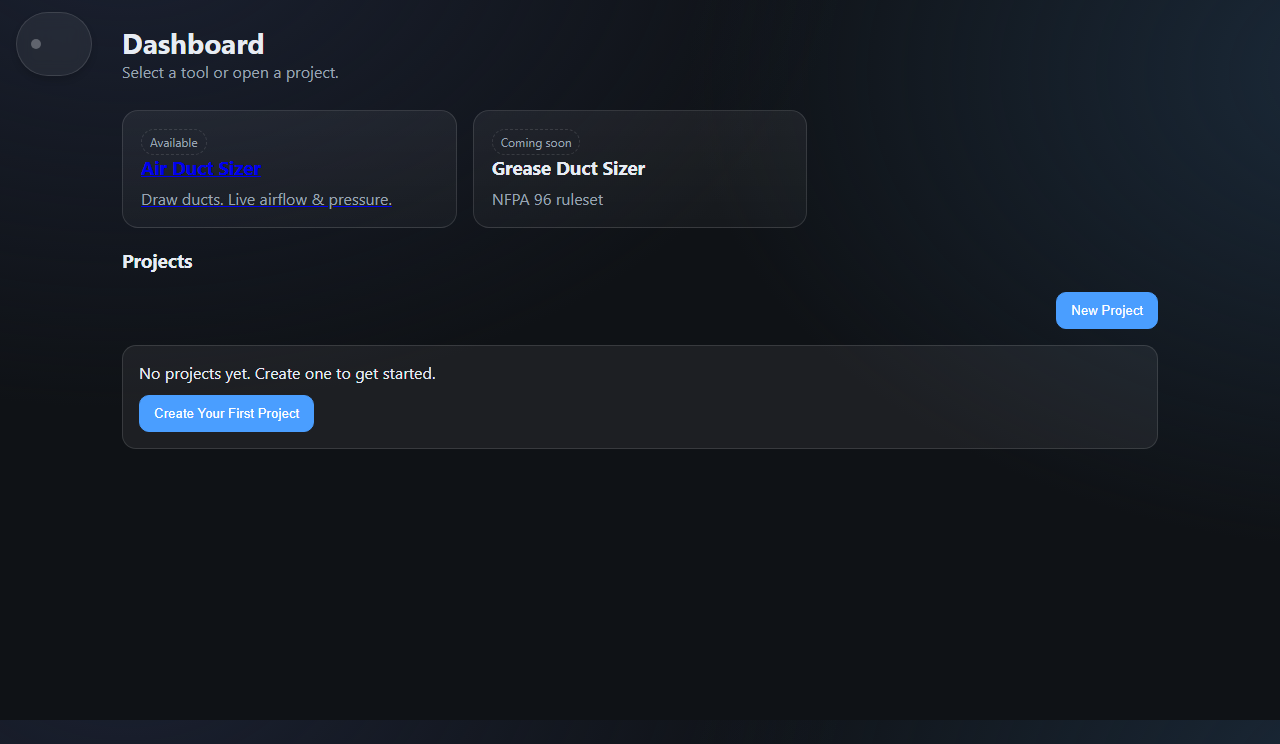 Dashboard
Select a tool or open a project.
Available
Air Duct Sizer
Draw ducts. Live airflow & pressure.
Coming soon
Grease Duct Sizer
NFPA 96 ruleset
Projects
New Project
No projects yet. Create one to get started.
Create Your First Project